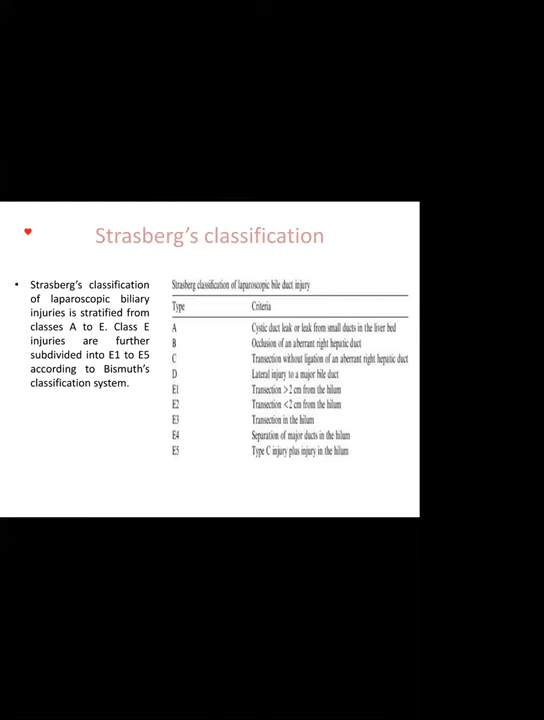 Strasberg's classification
• Strasberg's classification
of laparoscopic biliary
injuries is stratified from
classes A to E. Class E
injuries are further
subdivided into E1 to E5
according to Bismuth's
classification system.
Strasberg classification of laparoscopic bile duct injury
Type Criteria
A Cystic duct leak or leak from small ducts in the liver bed
B Occlusion of an aberrant right hepatic duct
C Transection without ligation of an aberrant right hepatic duct
D Lateral injury to a major bile duct
E1 Transection >2 cm from the hilum
E2 Transection <2 cm from the hilum
E3 Transection in the hilum
E4 Separation of major ducts in the hilum
E5 Type C injury plus injury in the hilum